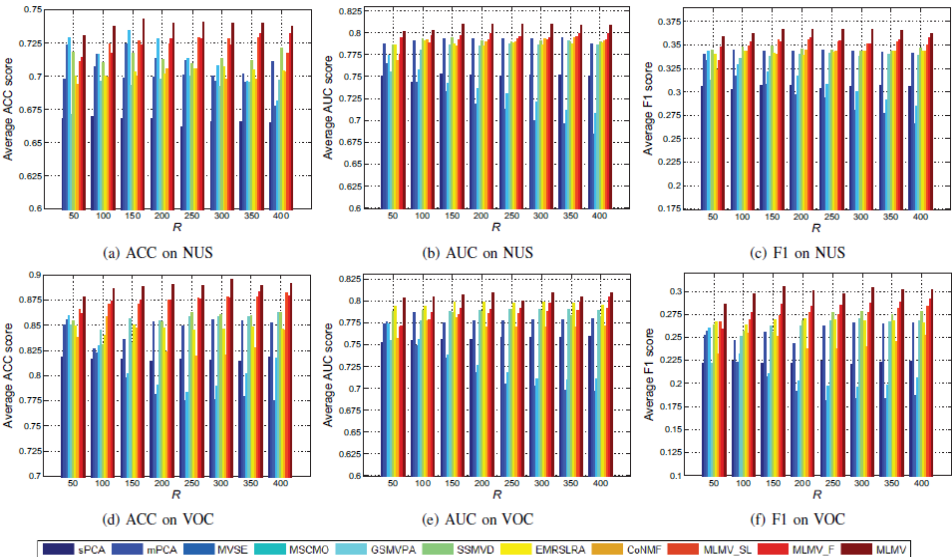 Average ACC score
0.75
0.725
0.7
0.675
0.65
0.625
0.6
50 100 150 200 250 300 350 400
R
(a) ACC on NUS
Average AUC score
0.825
0.8
0.775
0.75
0.725
0.7
0.675
0.65
0.625
0.6
50 100 150 200 250 300 350 400
R
(b) AUC on NUS
Average F1 score
0.375
0.35
0.325
0.3
0.275
0.25
0.225
0.2
0.175
50 100 150 200 250 300 350 400
R
(c) F1 on NUS
Average ACC score
0.9
0.875
0.85
0.825
0.8
0.775
0.75
0.725
0.7
50 100 150 200 250 300 350 400
R
(d) ACC on VOC
Average AUC score
0.825
0.8
0.775
0.75
0.725
0.7
0.675
0.65
0.625
0.6
50 100 150 200 250 300 350 400
R
(e) AUC on VOC
Average F1 score
0.3
0.275
0.25
0.225
0.2
0.175
0.15
0.125
0.1
50 100 150 200 250 300 350 400
R
(f) F1 on VOC
sPCA mPCA MVSE MSCMO GSMVPA SSMVD EMRSLRA CoNMF MLMV_SL MLMV_F MLMV